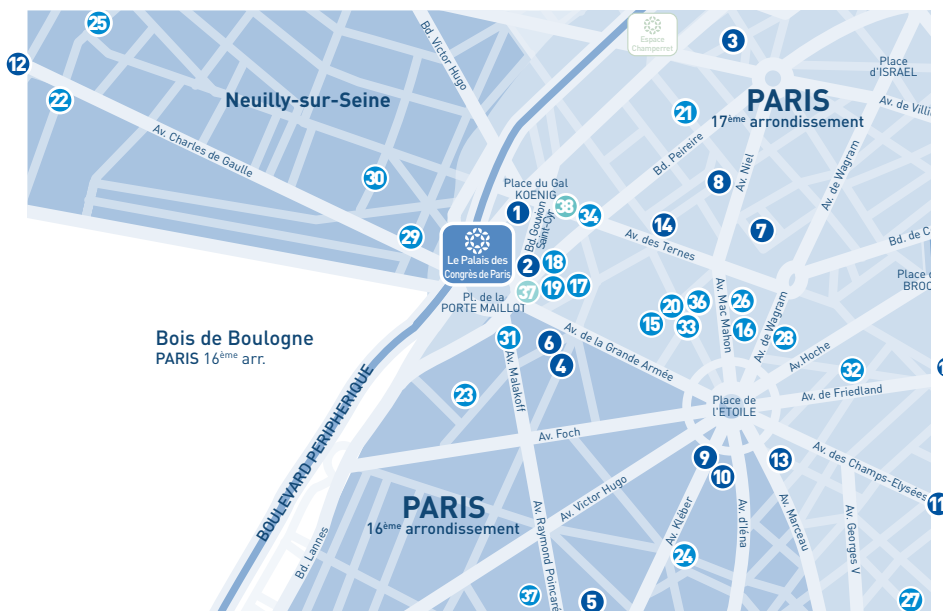 25
12
22
Neuilly-sur-Seine
Av. Charles de Gaulle
30
29
Bd. Victor Hugo
Espace
Champerret
3
Place
d'ISRAEL
PARIS
17ème arrondissement
21
Av. de Villi
Bd. Peireire
Av. Niel
Av. de Wagram
8
Place du Gal
KOENIG
1
Bd. Gouvion
Saint-Cyr
38
34
14
7
Av. des Ternes
Bd. de C
Le Palais des
Congrès de Paris
2
18
37
19
17
Place
BROC
Pl. de la
PORTE MAILLOT
20
36
26
15
33
16
28
Av. Mac Mahon
Av. de Wagram
Bois de Boulogne
PARIS 16ème arr.
31
6
4
Av. de la Grande Armée
Av. Hoche
32
Av. de Friedland
23
Av. Malakoff
Place de
l'ETOILE
BOULEVARD PERIPHERIQUE
Av. Foch
9
10
13
Av. des Champs-Elysées
11
PARIS
16ème arrondissement
Av. Victor Hugo
Av. Kléber
Av. d'Iéna
Av. Marceau
Av. Georges V
Av. Raymond Poincaré
Bd. Lannes
24
37
5
27